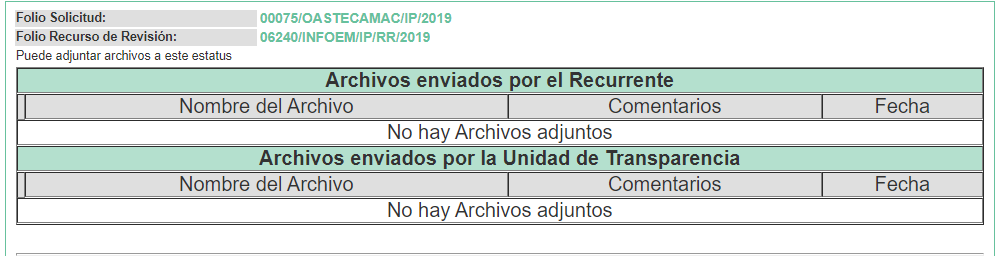 Folio Solicitud: 00075/OASTECAMAC/IP/2019
Folio Recurso de Revisión: 06240/INFOEM/IP/RR/2019
Puede adjuntar archivos a este estatus
Archivos enviados por el Recurrente
Nombre del Archivo Comentarios Fecha
No hay Archivos adjuntos
Archivos enviados por la Unidad de Transparencia
Nombre del Archivo Comentarios Fecha
No hay Archivos adjuntos